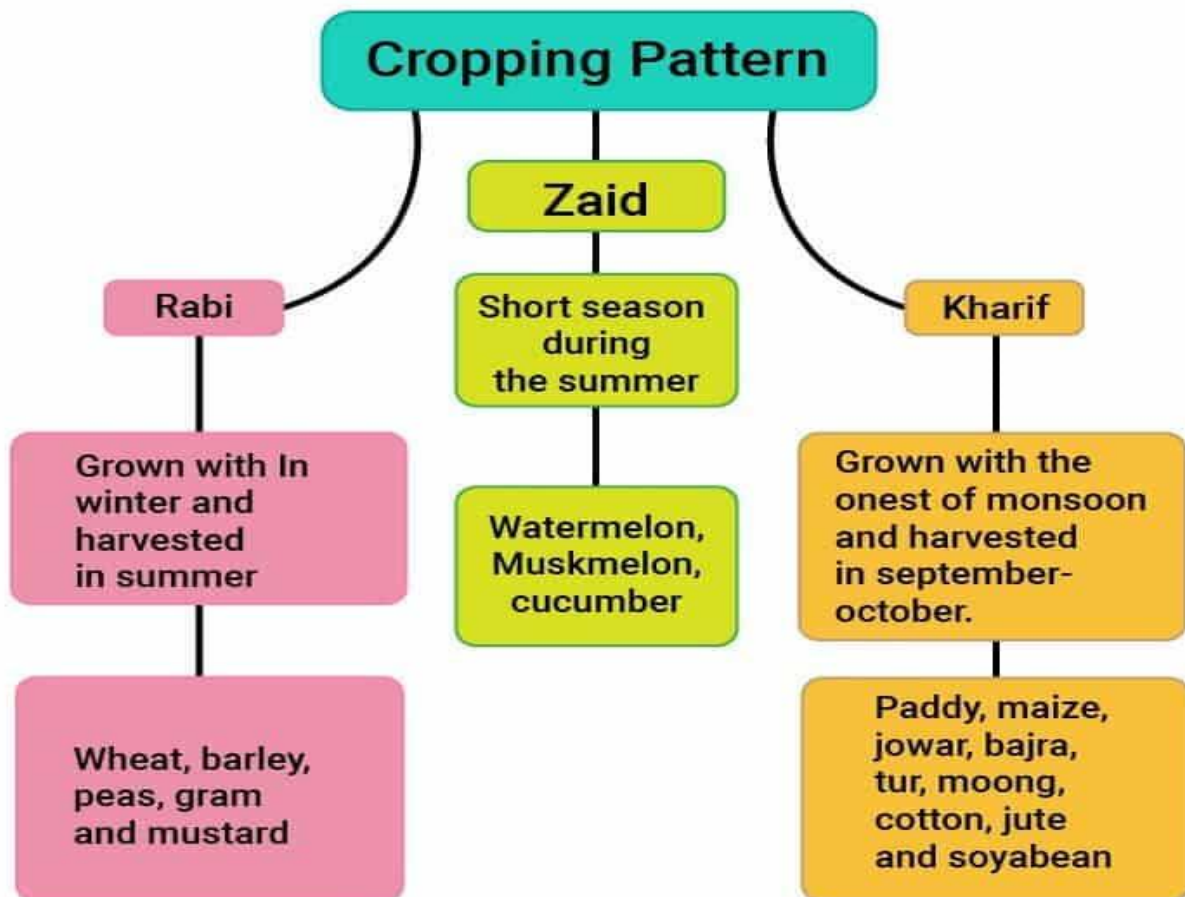 Cropping Pattern
Zaid
Short season
during
the summer
Watermelon,
Muskmelon,
cucumber
Rabi
Grown with In
winter and
harvested
in summer
Wheat, barley,
peas, gram
and mustard
Kharif
Grown with the
onest of monsoon
and harvested
in september-
october.
Paddy, maize,
jowar, bajra,
tur, moong,
cotton, jute
and soyabean